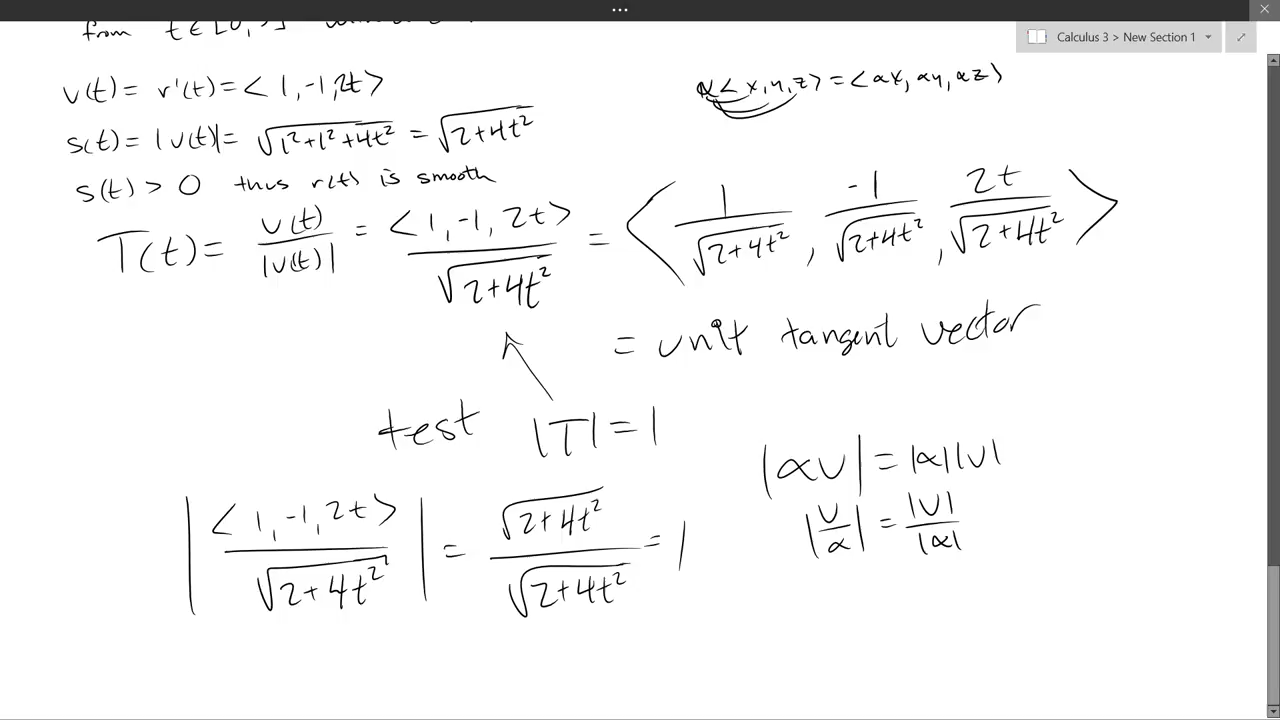 from t ∈ [0,
Calculus 3 > New Section 1
v(t) = r'(t) = < 1, -1, 2t >
α< x, y, z > = < αx, αy, αz >
s(t) = |v(t)| = √(1² + 1² + 4t²) = √(2+4t²)
s(t) > 0 thus r(t) is smooth
T(t) = v(t)/|v(t)| = < 1, -1, 2t >/√(2+4t²) = < 1/√(2+4t²), -1/√(2+4t²), 2t/√(2+4t²) >
= unit tangent vector
test |T| = 1
|αv| = |α||v|
|v/α| = |v|/|α|
|< 1, -1, 2t >/√(2+4t²)| = √(2+4t²)/√(2+4t²) = 1